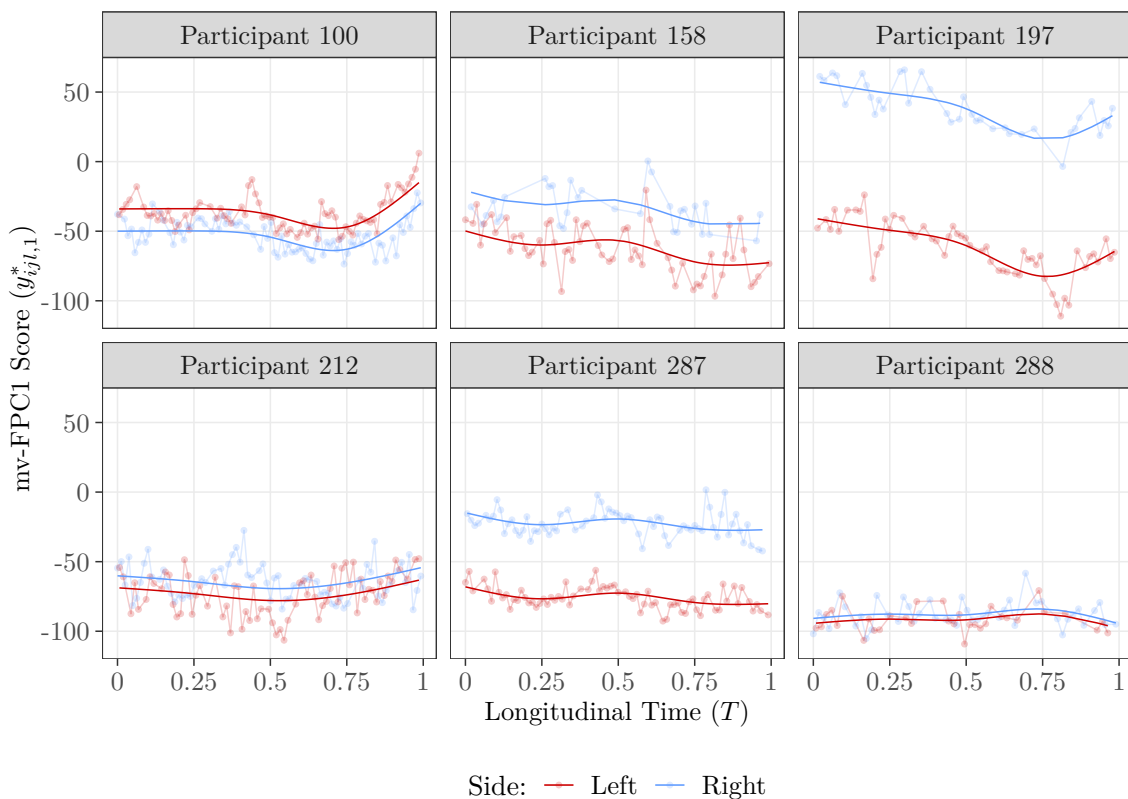 Participant 100 Participant 158 Participant 197
50
0
-50
-100
Participant 212 Participant 287 Participant 288
50
0
-50
-100
0 0.25 0.5 0.75 1 0 0.25 0.5 0.75 1 0 0.25 0.5 0.75 1
mv-FPC1 Score (y*ijl,1)
Longitudinal Time (T)
Side: Left Right